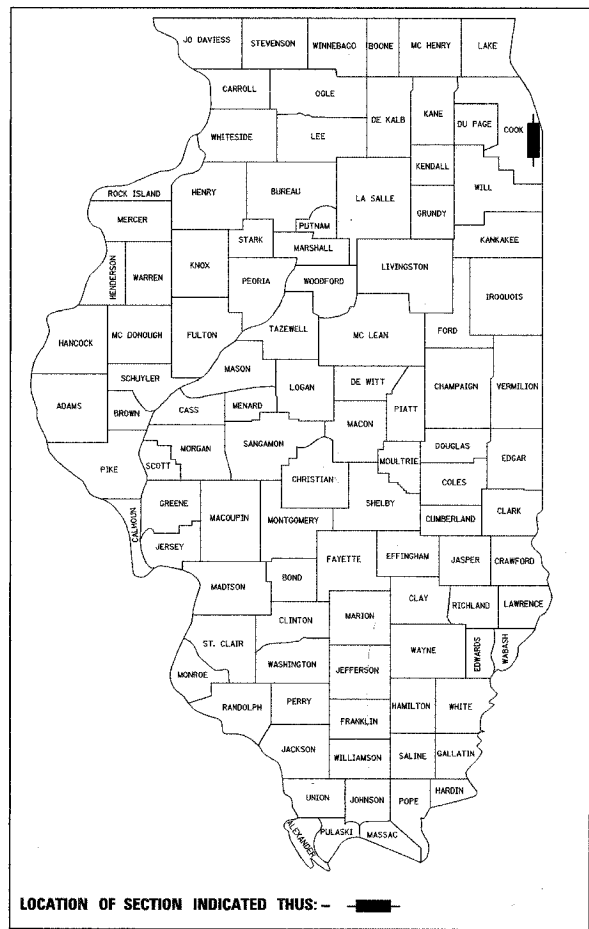 JO DAVIESS
STEVENSON
WINNEBAGO
BOONE
MC HENRY
LAKE
CARROLL
OGLE
DE KALB
KANE
DU PAGE
COOK
WHITESIDE
LEE
KENDALL
WILL
ROCK ISLAND
HENRY
BUREAU
LA SALLE
GRUNDY
MERCER
PUTNAM
STARK
MARSHALL
KANKAKEE
HENDERSON
WARREN
KNOX
PEORIA
WOODFORD
LIVINGSTON
IROQUOIS
HANCOCK
MC DONOUGH
FULTON
TAZEWELL
MC LEAN
FORD
SCHUYLER
MASON
LOGAN
DE WITT
CHAMPAIGN
VERMILION
ADAMS
BROWN
CASS
MENARD
MACON
PIATT
MORGAN
SANGAMON
DOUGLAS
EDGAR
PIKE
SCOTT
CHRISTIAN
MOULTRIE
COLES
CALHOUN
GREENE
MACOUPIN
MONTGOMERY
SHELBY
CUMBERLAND
CLARK
JERSEY
FAYETTE
EFFINGHAM
JASPER
CRAWFORD
MADTSON
BOND
CLAY
RICHLAND
LAWRENCE
CLINTON
MARION
ST. CLAIR
WAYNE
EDWARDS
WABASH
WASHINGTON
JEFFERSON
MONROE
RANDOLPH
PERRY
HAMILTON
WHITE
FRANKLIN
JACKSON
WILLIAMSON
SALINE
GALLATIN
UNION
JOHNSON
POPE
HARDIN
ALEXANDER
PULASKI
MASSAC
LOCATION OF SECTION INDICATED THUS: -